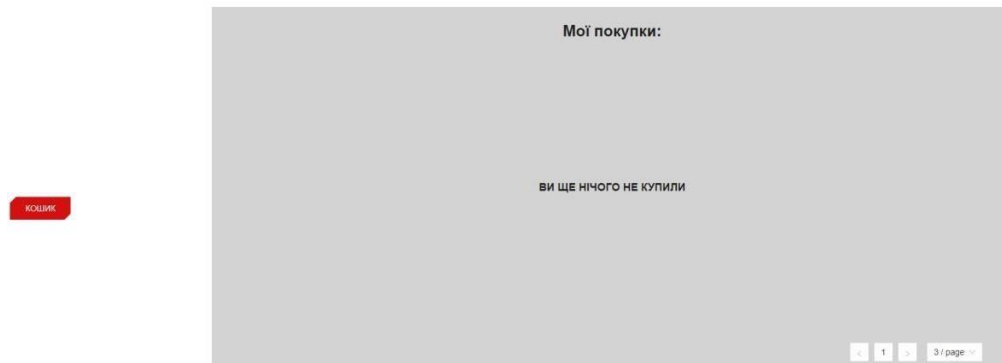 Мої покупки:
ВИ ЩЕ НІЧОГО НЕ КУПИЛИ
КОШИК
< 1 > 3 / page